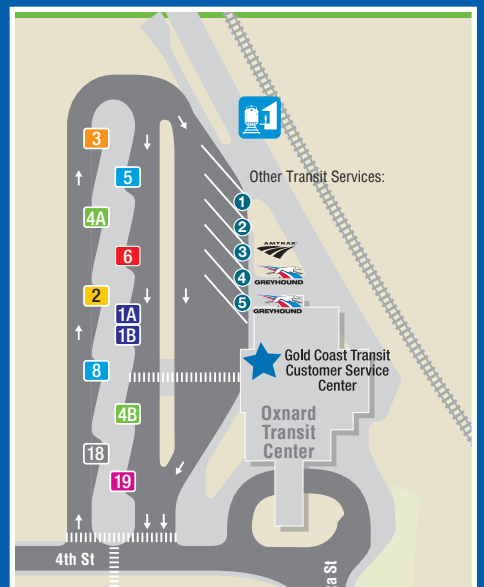 3
5
Other Transit Services:
1
4A
2
6
3 AMTRAK
4 GREYHOUND
2
5 GREYHOUND
1A
1B
8
Gold Coast Transit
Customer Service
Center
4B
Oxnard
Transit
Center
18
19
4th St